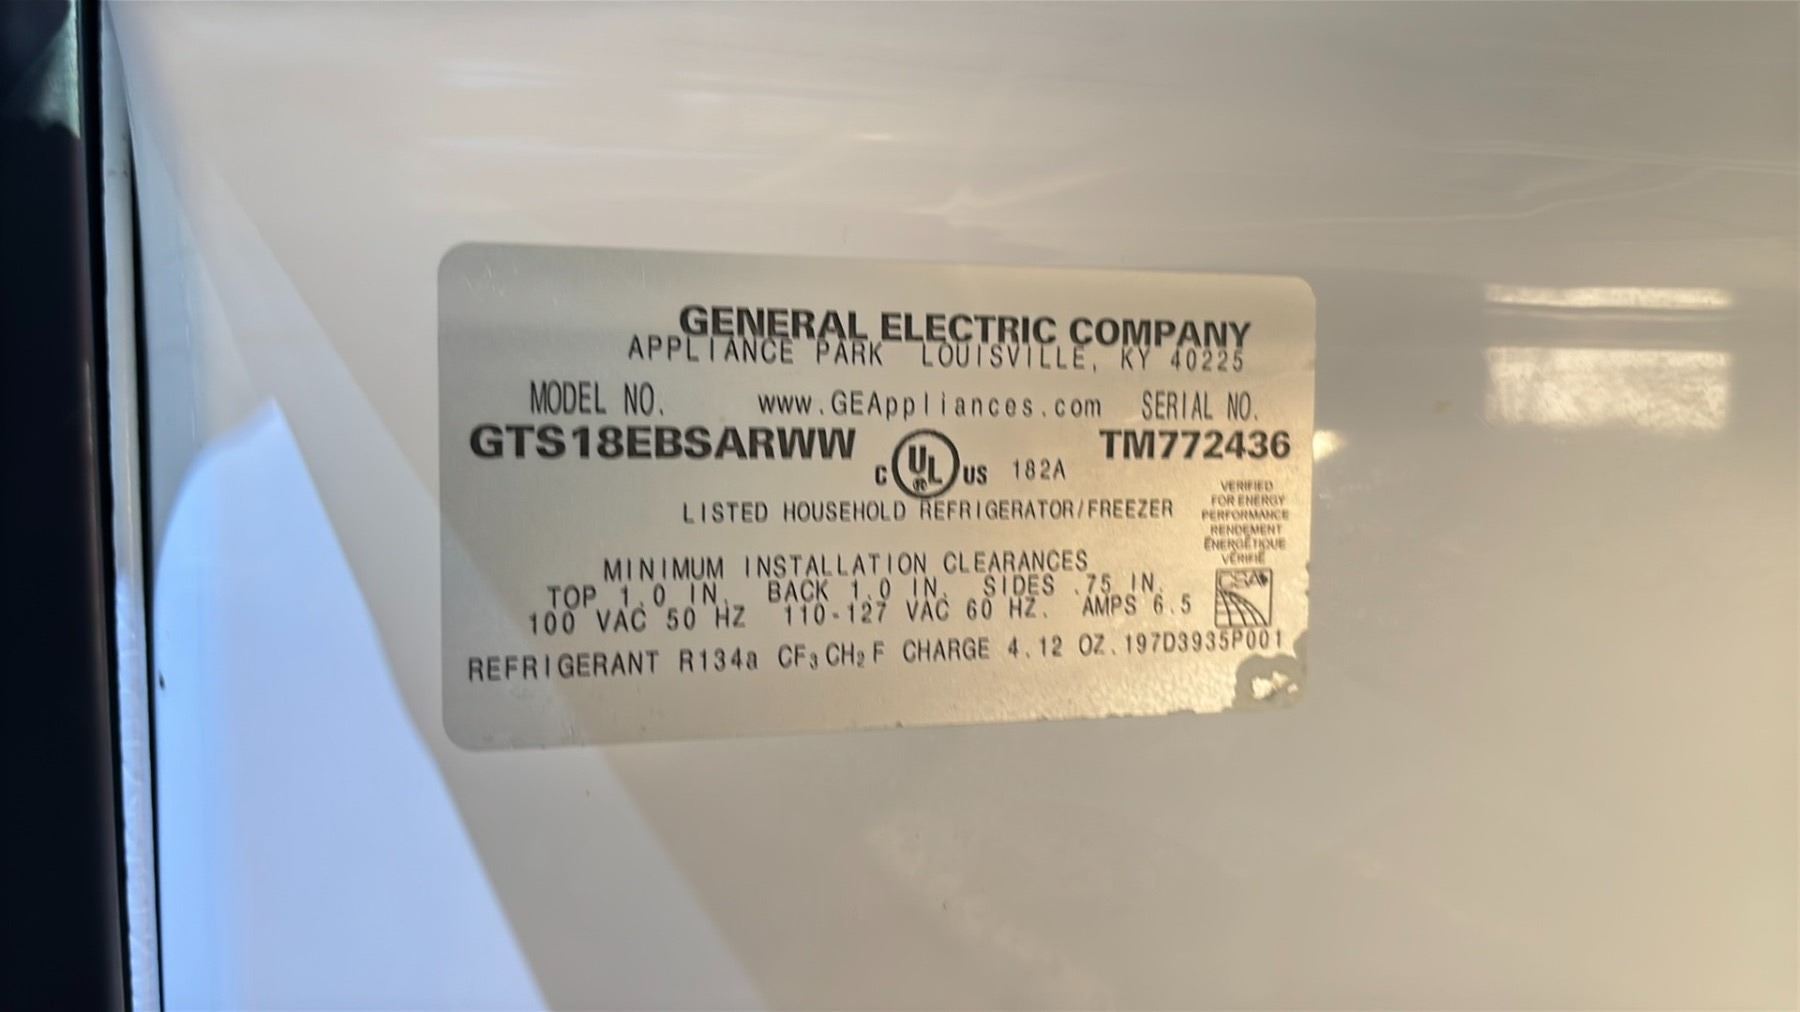 GENERAL ELECTRIC COMPANY
APPLIANCE PARK LOUISVILLE, KY 40225
MODEL NO. www.GEAppliances.com SERIAL NO.
GTS18EBSARWW C UL ® US 182A TM772436
LISTED HOUSEHOLD REFRIGERATOR/FREEZER
VERIFIED
FOR ENERGY
PERFORMANCE
RENDEMENT
ÉNERGÉTIQUE
VÉRIFIÉ
CSA
MINIMUM INSTALLATION CLEARANCES
TOP 1.0 IN. BACK 1.0 IN. SIDES .75 IN.
100 VAC 50 HZ 110-127 VAC 60 HZ. AMPS 6.5
REFRIGERANT R134a CF₃CH₂F CHARGE 4.12 OZ. 197D3935P001